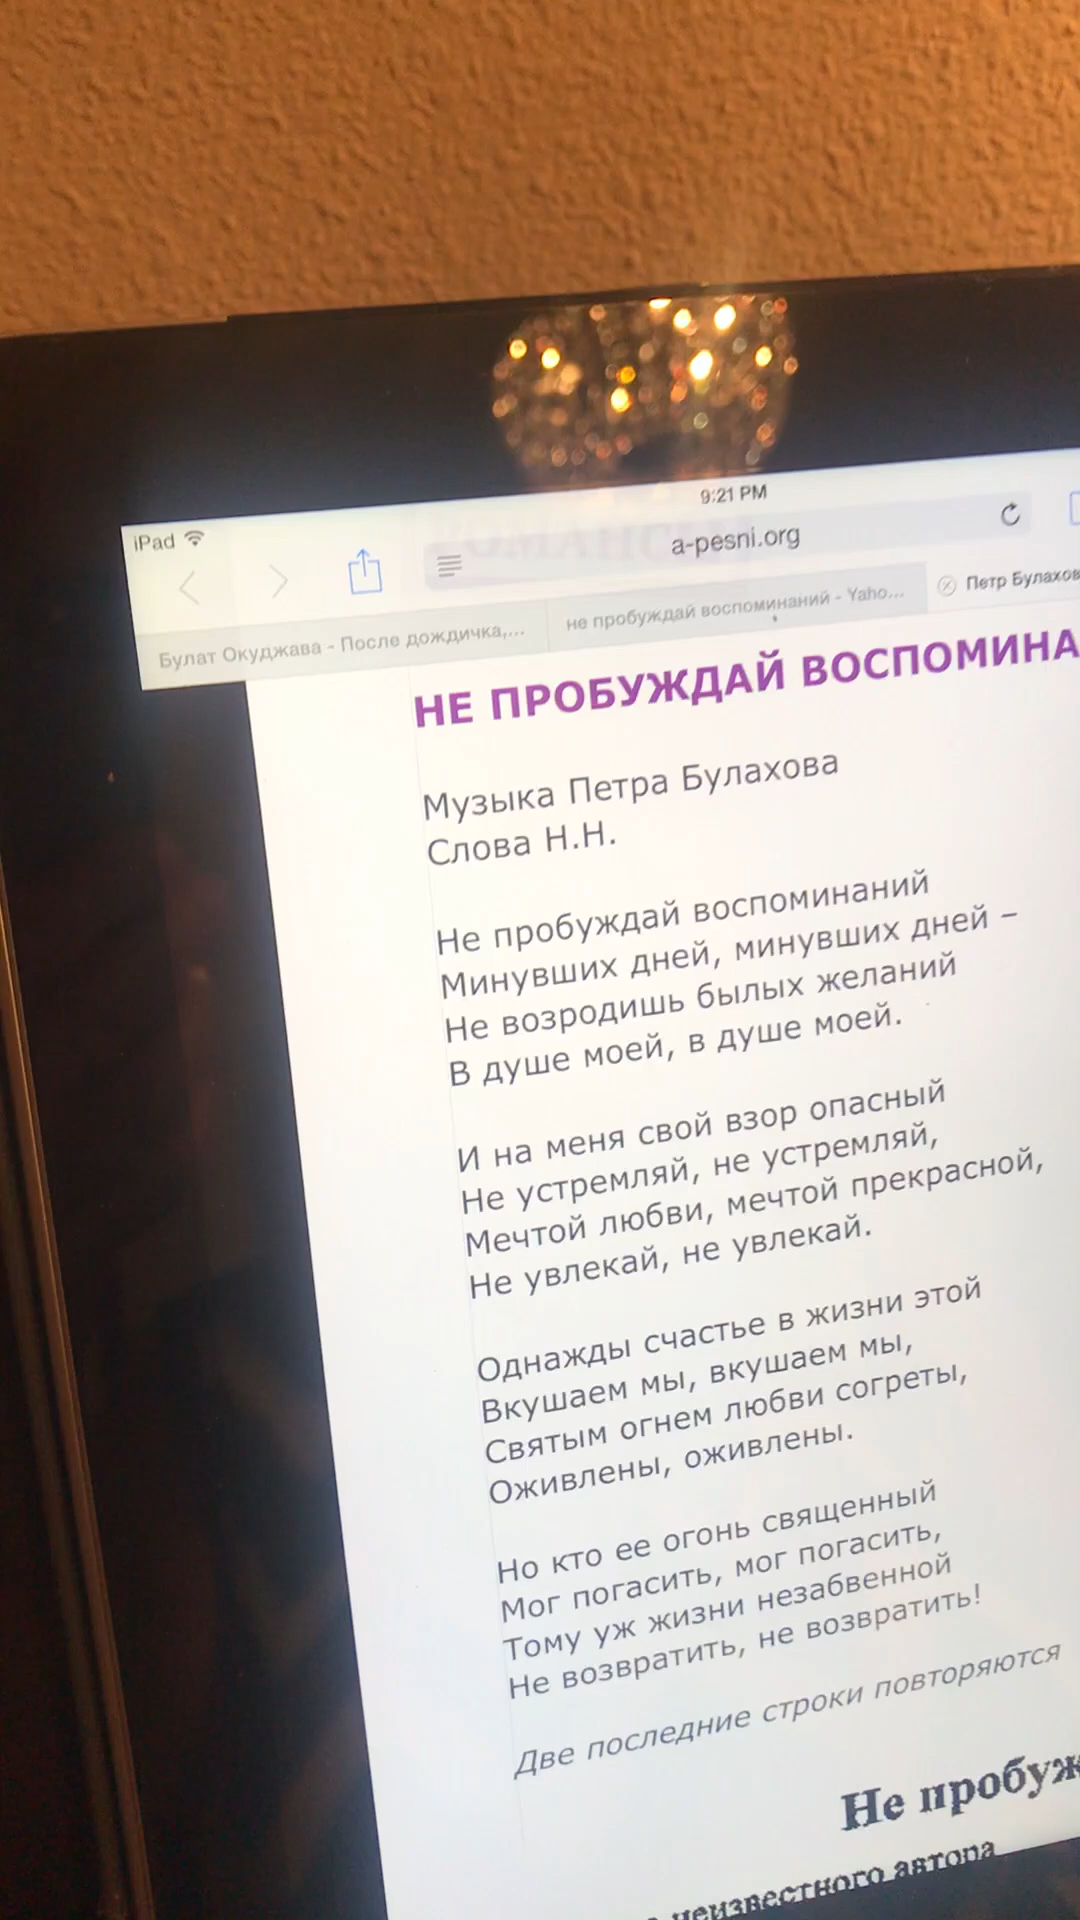 9:21 PM
iPad
a-pesni.org
Булат Окуджава - После дождичка,...
не пробуждай воспоминаний - Yaho...
Петр Булахов
НЕ ПРОБУЖДАЙ ВОСПОМИНА
Музыка Петра Булахова
Слова Н.Н.
Не пробуждай воспоминаний
Минувших дней, минувших дней –
Не возродишь былых желаний
В душе моей, в душе моей.
И на меня свой взор опасный
Не устремляй, не устремляй,
Мечтой любви, мечтой прекрасной,
Не увлекай, не увлекай.
Однажды счастье в жизни этой
Вкушаем мы, вкушаем мы,
Святым огнем любви согреты,
Оживлены, оживлены.
Но кто ее огонь священный
Мог погасить, мог погасить,
Тому уж жизни незабвенной
Не возвратить, не возвратить!
Две последние строки повторяются
Не пробуж
неизвестного автора